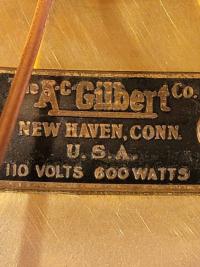 The A·C·Gilbert Co.
NEW HAVEN, CONN.
U.S.A.
110 VOLTS 600 WATTS